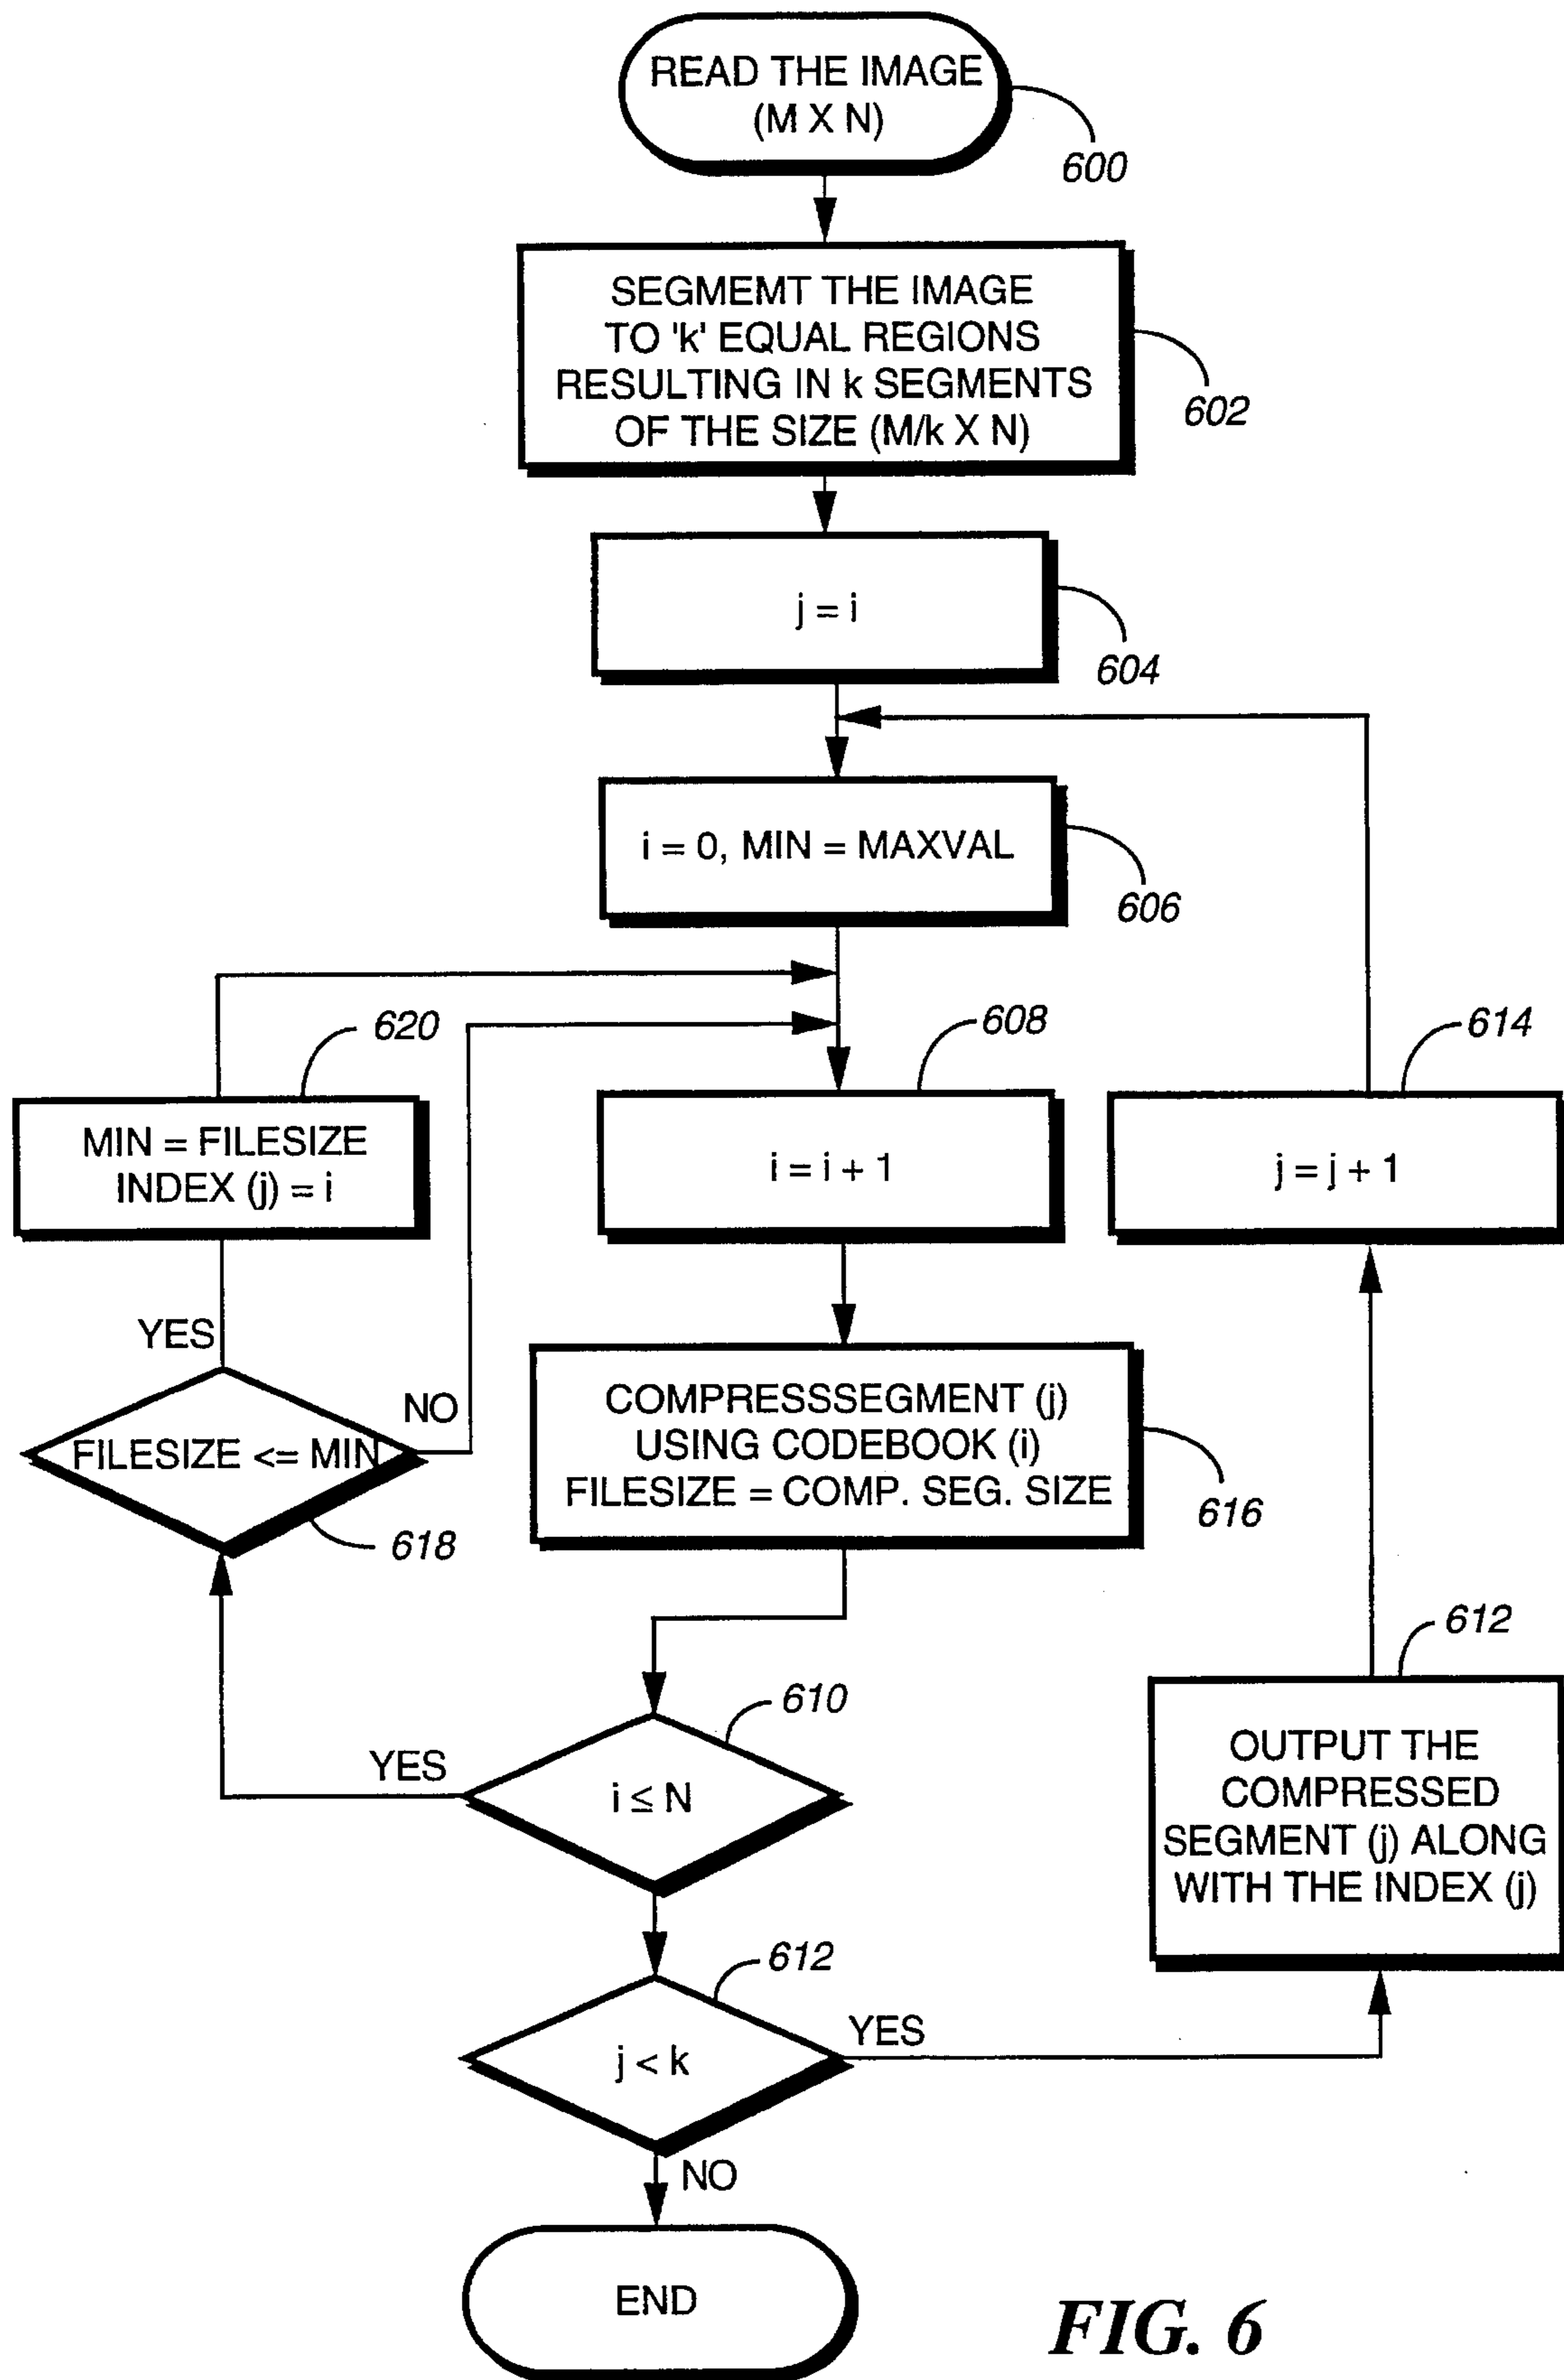 READ THE IMAGE
(M X N)
600
SEGMEMT THE IMAGE
TO 'k' EQUAL REGIONS
RESULTING IN k SEGMENTS
OF THE SIZE (M/k X N)
602
j = i
604
i = 0, MIN = MAXVAL
606
620
608
614
MIN = FILESIZE
INDEX (j) = i
i = i + 1
j = j + 1
YES
NO
FILESIZE <= MIN
618
COMPRESSSEGMENT (j)
USING CODEBOOK (i)
FILESIZE = COMP. SEG. SIZE
616
612
610
YES
i ≤ N
OUTPUT THE
COMPRESSED
SEGMENT (j) ALONG
WITH THE INDEX (j)
612
YES
j < k
NO
END
FIG. 6